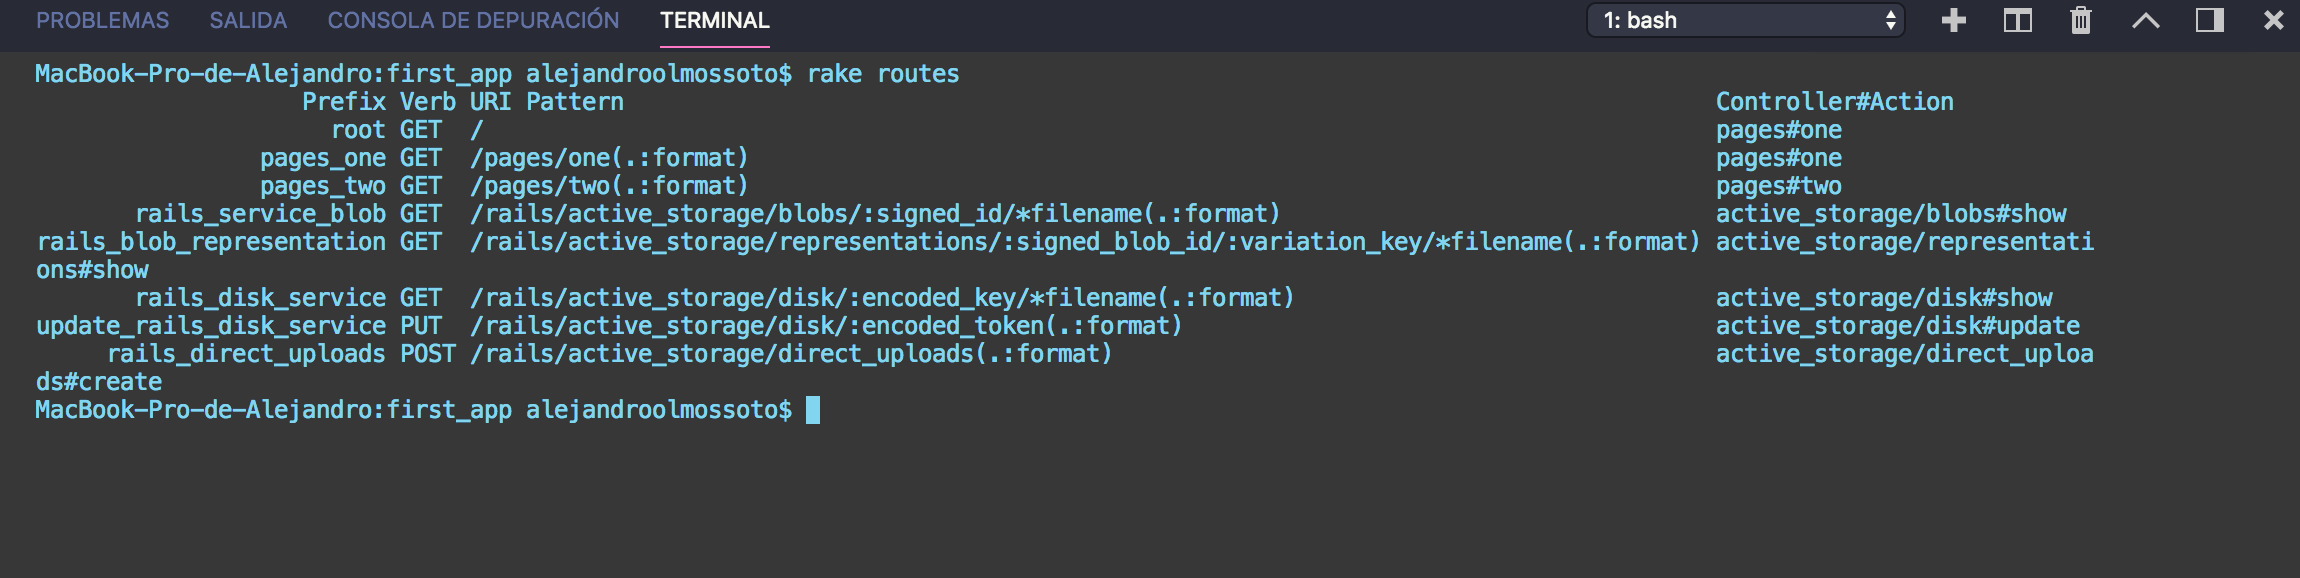 PROBLEMAS SALIDA CONSOLA DE DEPURACIÓN TERMINAL 1: bash
MacBook-Pro-de-Alejandro:first_app alejandroolmossoto$ rake routes
Prefix Verb URI Pattern Controller#Action
root GET / pages#one
pages_one GET /pages/one(.:format) pages#one
pages_two GET /pages/two(.:format) pages#two
rails_service_blob GET /rails/active_storage/blobs/:signed_id/*filename(.:format) active_storage/blobs#show
rails_blob_representation GET /rails/active_storage/representations/:signed_blob_id/:variation_key/*filename(.:format) active_storage/representati
ons#show
rails_disk_service GET /rails/active_storage/disk/:encoded_key/*filename(.:format) active_storage/disk#show
update_rails_disk_service PUT /rails/active_storage/disk/:encoded_token(.:format) active_storage/disk#update
rails_direct_uploads POST /rails/active_storage/direct_uploads(.:format) active_storage/direct_uploa
ds#create
MacBook-Pro-de-Alejandro:first_app alejandroolmossoto$